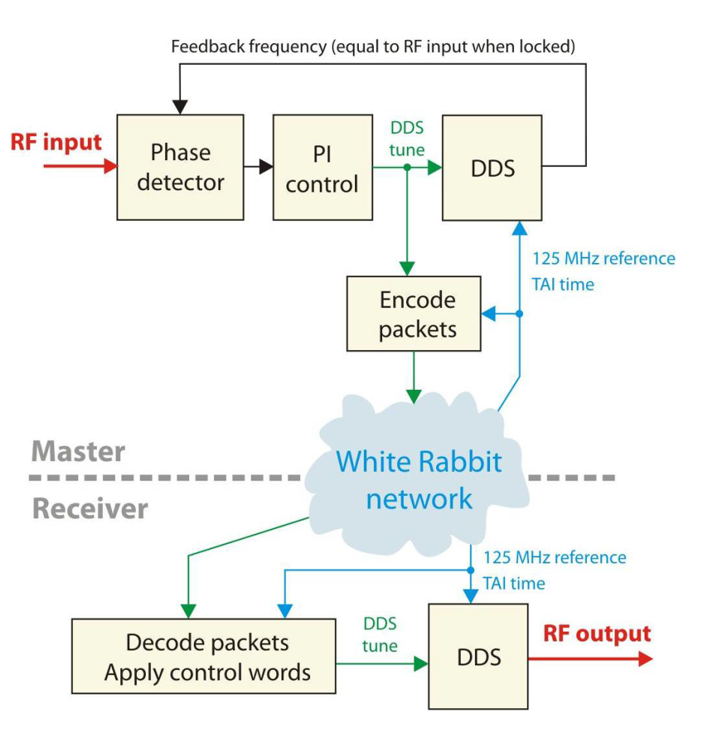 Feedback frequency (equal to RF input when locked)
RF input
Phase
detector
PI
control
DDS
tune
DDS
125 MHz reference
TAI time
Encode
packets
Master
White Rabbit
network
Receiver
125 MHz reference
TAI time
Decode packets
Apply control words
DDS
tune
DDS
RF output